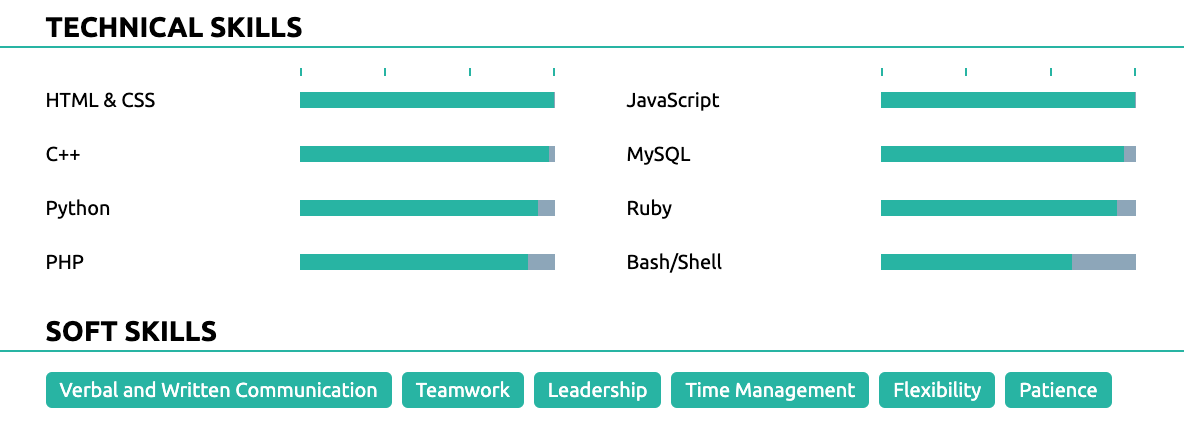 TECHNICAL SKILLS
HTML & CSS
JavaScript
C++
MySQL
Python
Ruby
PHP
Bash/Shell
SOFT SKILLS
Verbal and Written Communication
Teamwork
Leadership
Time Management
Flexibility
Patience